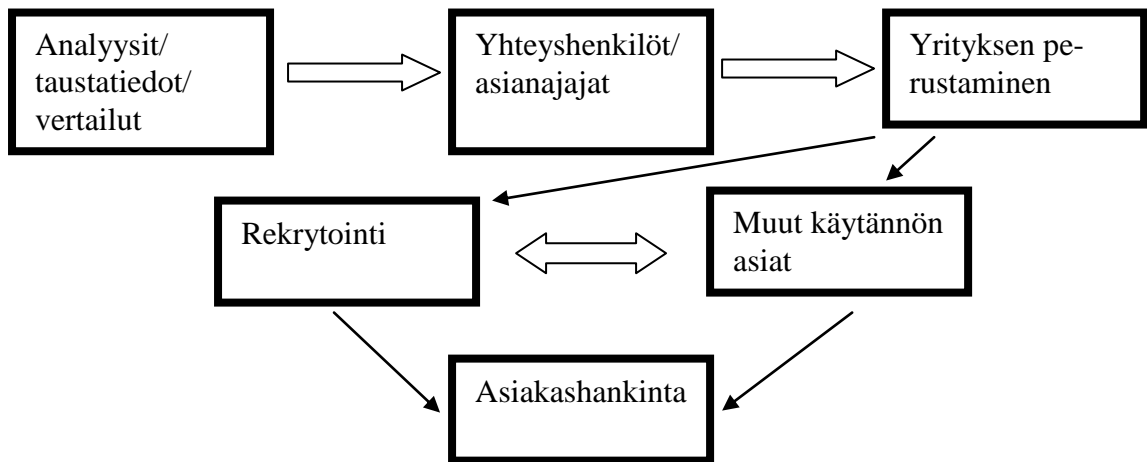 Analyysit/
taustatiedot/
vertailut
Yhteyshenkilöt/
asianajajat
Yrityksen pe-
rustaminen
Rekrytointi
Muut käytännön
asiat
Asiakashankinta